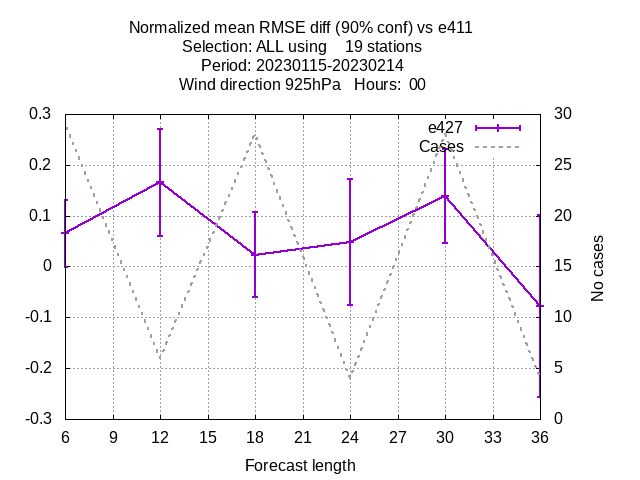 Normalized mean RMSE diff (90% conf) vs e411
Selection: ALL using    19 stations
Period: 20230115-20230214
Wind direction 925hPa   Hours:  00
e427
Cases
0.3
0.2
0.1
0
-0.1
-0.2
-0.3
30
25
20
15
10
5
0
No cases
6 9 12 15 18 21 24 27 30 33 36
Forecast length